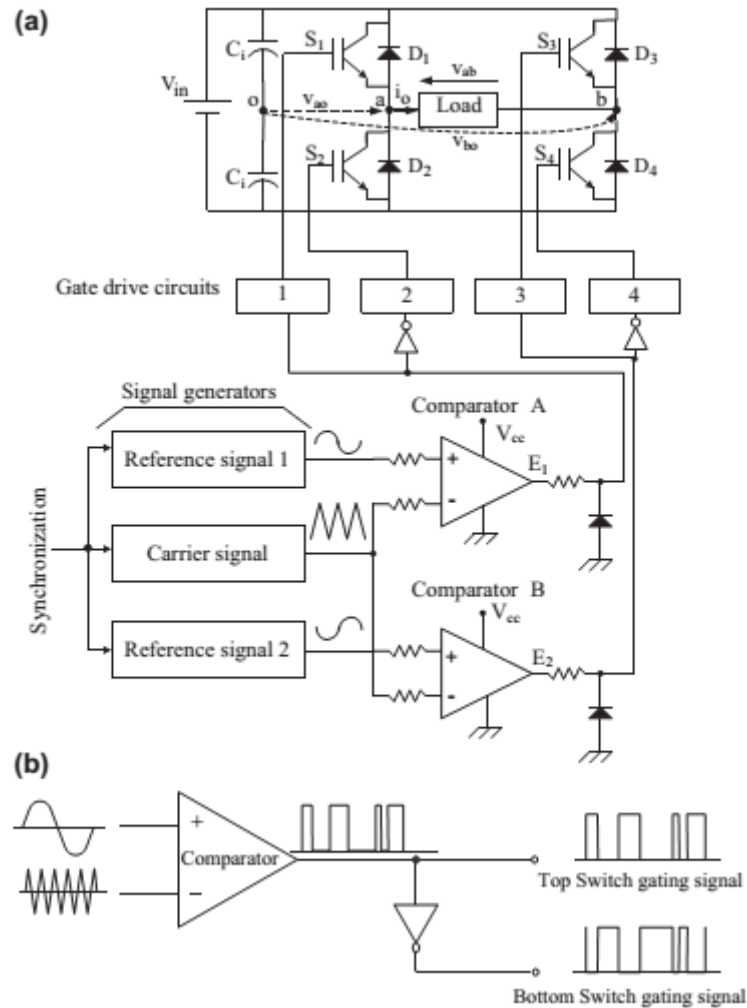 (a)
C_i
S_1
D_1
S_3
D_3
v_ab
V_in
o
v_ao
a
i_o
Load
b
v_bo
C_i
S_2
D_2
S_4
D_4
Gate drive circuits
1
2
3
4
Signal generators
Comparator A
V_cc
Reference signal 1
+
-
E_1
Synchronization
Carrier signal
Comparator B
V_cc
Reference signal 2
+
-
E_2
(b)
+
Comparator
−
Top Switch gating signal
Bottom Switch gating signal